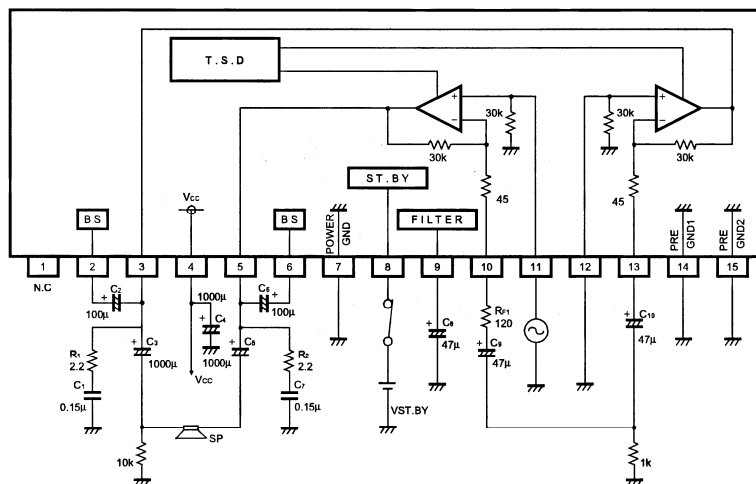 T.S.D
+
−
30k
30k
45
+
−
30k
30k
45
ST.BY
FILTER
Vcc
BS
BS
POWER
GND
PRE
GND1
PRE
GND2
1
2
3
4
5
6
7
8
9
10
11
12
13
14
15
N.C
+ C2
100μ
1000μ
+ C4
C6 +
100μ
R1
2.2
+ C3
1000μ
+ C5
1000μ
R2
2.2
RF1
120
+ C8
47μ
+ C9
47μ
+ C10
47μ
Vcc
C1
0.15μ
C7
0.15μ
VST.BY
SP
10k
1k